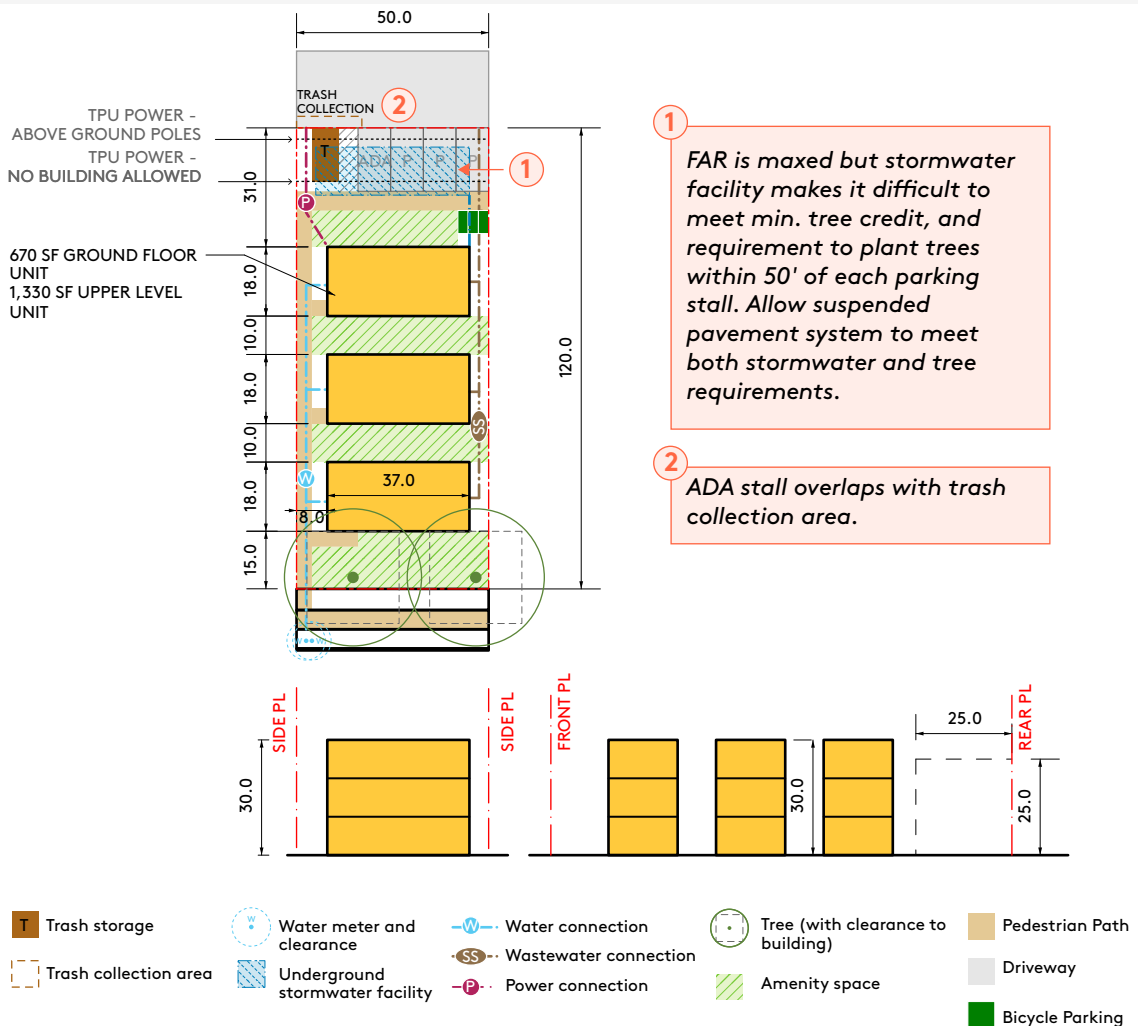 50.0
TRASH
COLLECTION
2
TPU POWER -
ABOVE GROUND POLES
TPU POWER -
NO BUILDING ALLOWED
T
ADA P P P
1
31.0
P
670 SF GROUND FLOOR
UNIT
1,330 SF UPPER LEVEL
UNIT
18.0
10.0
120.0
18.0
10.0
SS
W
37.0
18.0
8.0
15.0
W W
1
FAR is maxed but stormwater
facility makes it difficult to
meet min. tree credit, and
requirement to plant trees
within 50' of each parking
stall. Allow suspended
pavement system to meet
both stormwater and tree
requirements.
2
ADA stall overlaps with trash
collection area.
SIDE PL
SIDE PL
30.0
FRONT PL
REAR PL
25.0
30.0
25.0
T Trash storage
Trash collection area
W Water meter and
clearance
Underground
stormwater facility
W Water connection
SS Wastewater connection
P Power connection
Tree (with clearance to
building)
Amenity space
Pedestrian Path
Driveway
Bicycle Parking